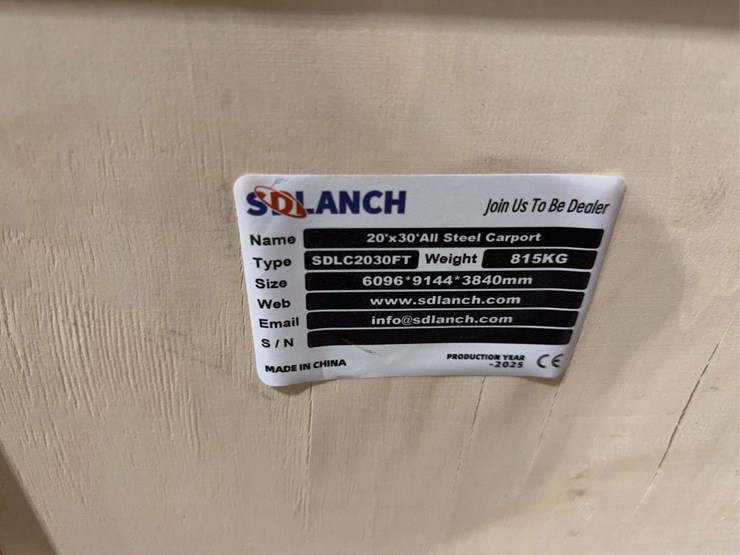 SDLANCH Join Us To Be Dealer
Name 20'x30'All Steel Carport
Type SDLC2030FT Weight 815KG
Size 6096*9144*3840mm
Web www.sdlanch.com
Email info@sdlanch.com
S/N
MADE IN CHINA PRODUCTION YEAR
-2025 CE